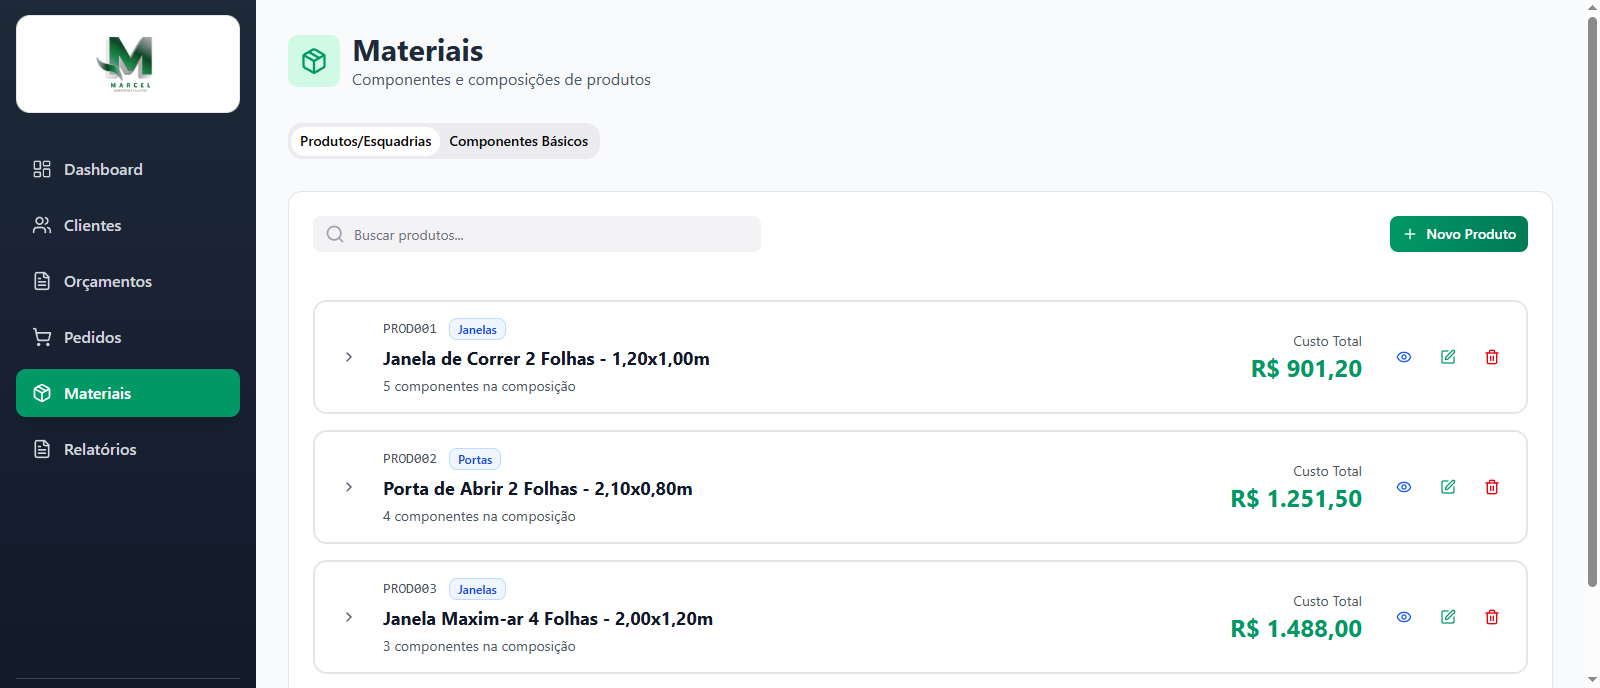 M
MARCEL
Dashboard
Clientes
Orçamentos
Pedidos
Materiais
Relatórios
Materiais
Componentes e composições de produtos
Produtos/Esquadrias
Componentes Básicos
Buscar produtos...
+ Novo Produto
PROD001 Janelas
Janela de Correr 2 Folhas - 1,20x1,00m
5 componentes na composição
Custo Total
R$ 901,20
PROD002 Portas
Porta de Abrir 2 Folhas - 2,10x0,80m
4 componentes na composição
Custo Total
R$ 1.251,50
PROD003 Janelas
Janela Maxim-ar 4 Folhas - 2,00x1,20m
3 componentes na composição
Custo Total
R$ 1.488,00